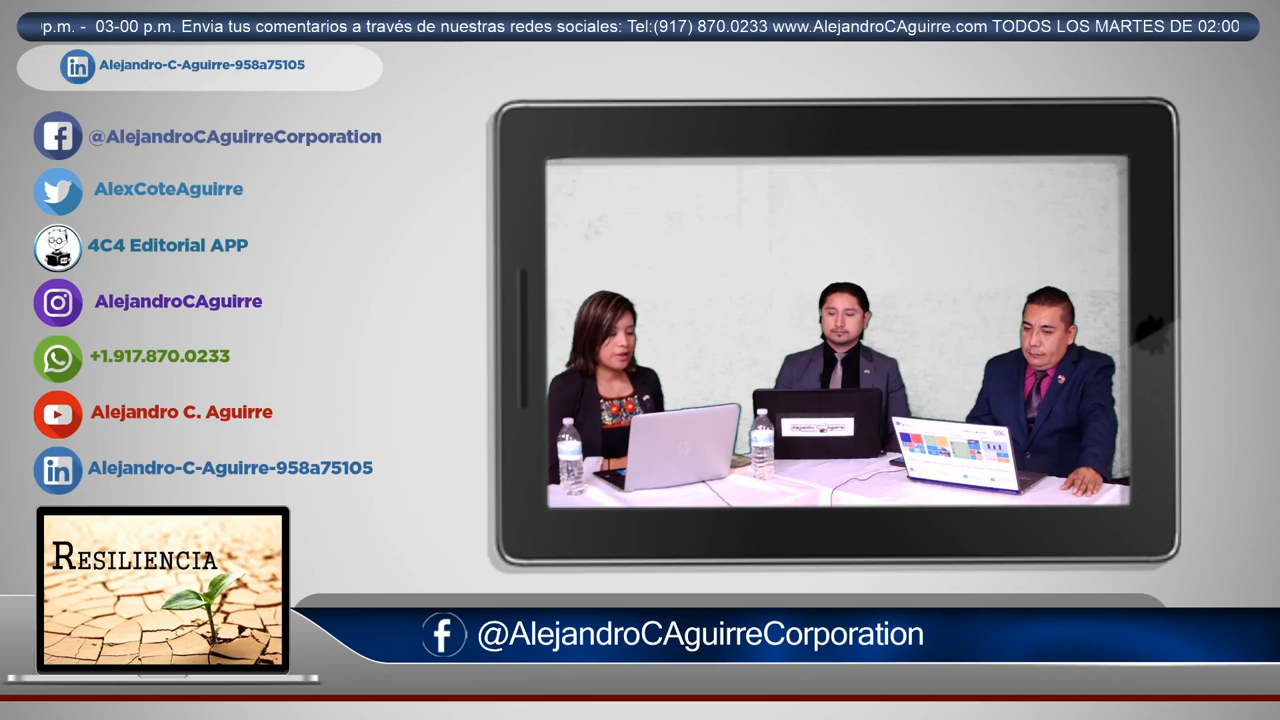 p.m. -  03-00 p.m. Envia tus comentarios a través de nuestras redes sociales: Tel:(917) 870.0233 www.AlejandroCAguirre.com TODOS LOS MARTES DE 02:00
Alejandro-C-Aguirre-958a75105
@AlejandroCAguirreCorporation
AlexCoteAguirre
4C4 Editorial APP
AlejandroCAguirre
+1.917.870.0233
Alejandro C. Aguirre
Alejandro-C-Aguirre-958a75105
Alejandro C. Aguirre
RESILIENCIA
@AlejandroCAguirreCorporation